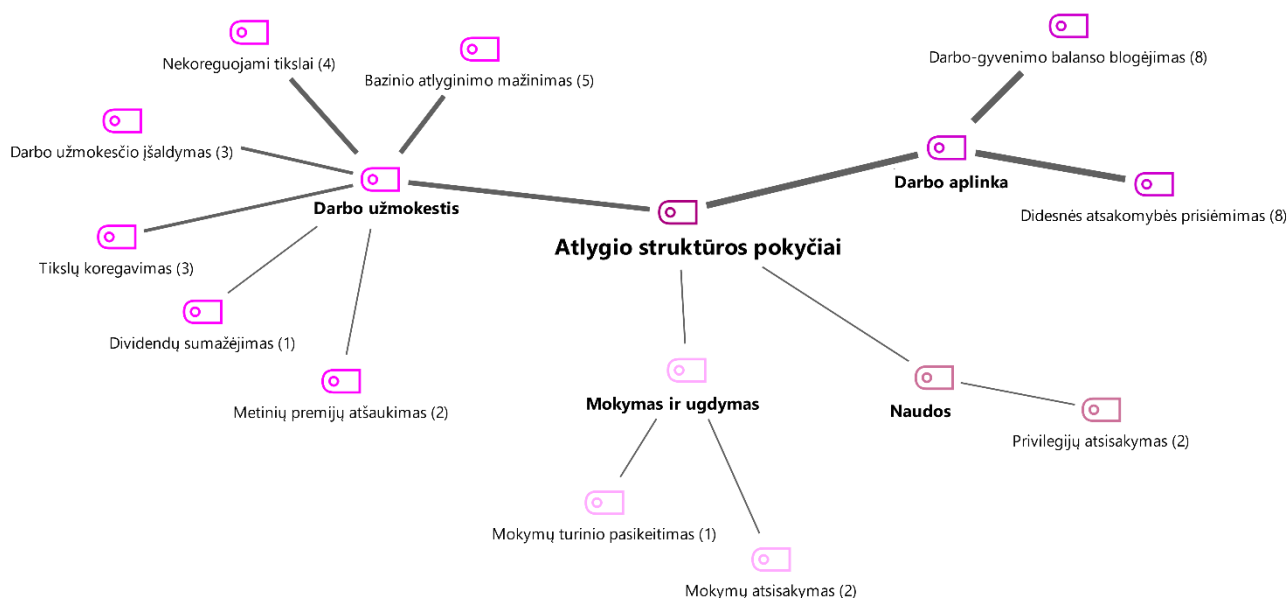 Nekoreguojami tikslai (4)
Bazinio atlyginimo mažinimas (5)
Darbo-gyvenimo balanso blogėjimas (8)
Darbo užmokesčio įšaldymas (3)
Darbo užmokestis
Darbo aplinka
Didesnės atsakomybės prisiėmimas (8)
Atlygio struktūros pokyčiai
Tikslų koregavimas (3)
Dividendų sumažėjimas (1)
Metinių premijų atšaukimas (2)
Mokymas ir ugdymas
Naudos
Privilegijų atsisakymas (2)
Mokymų turinio pasikeitimas (1)
Mokymų atsisakymas (2)